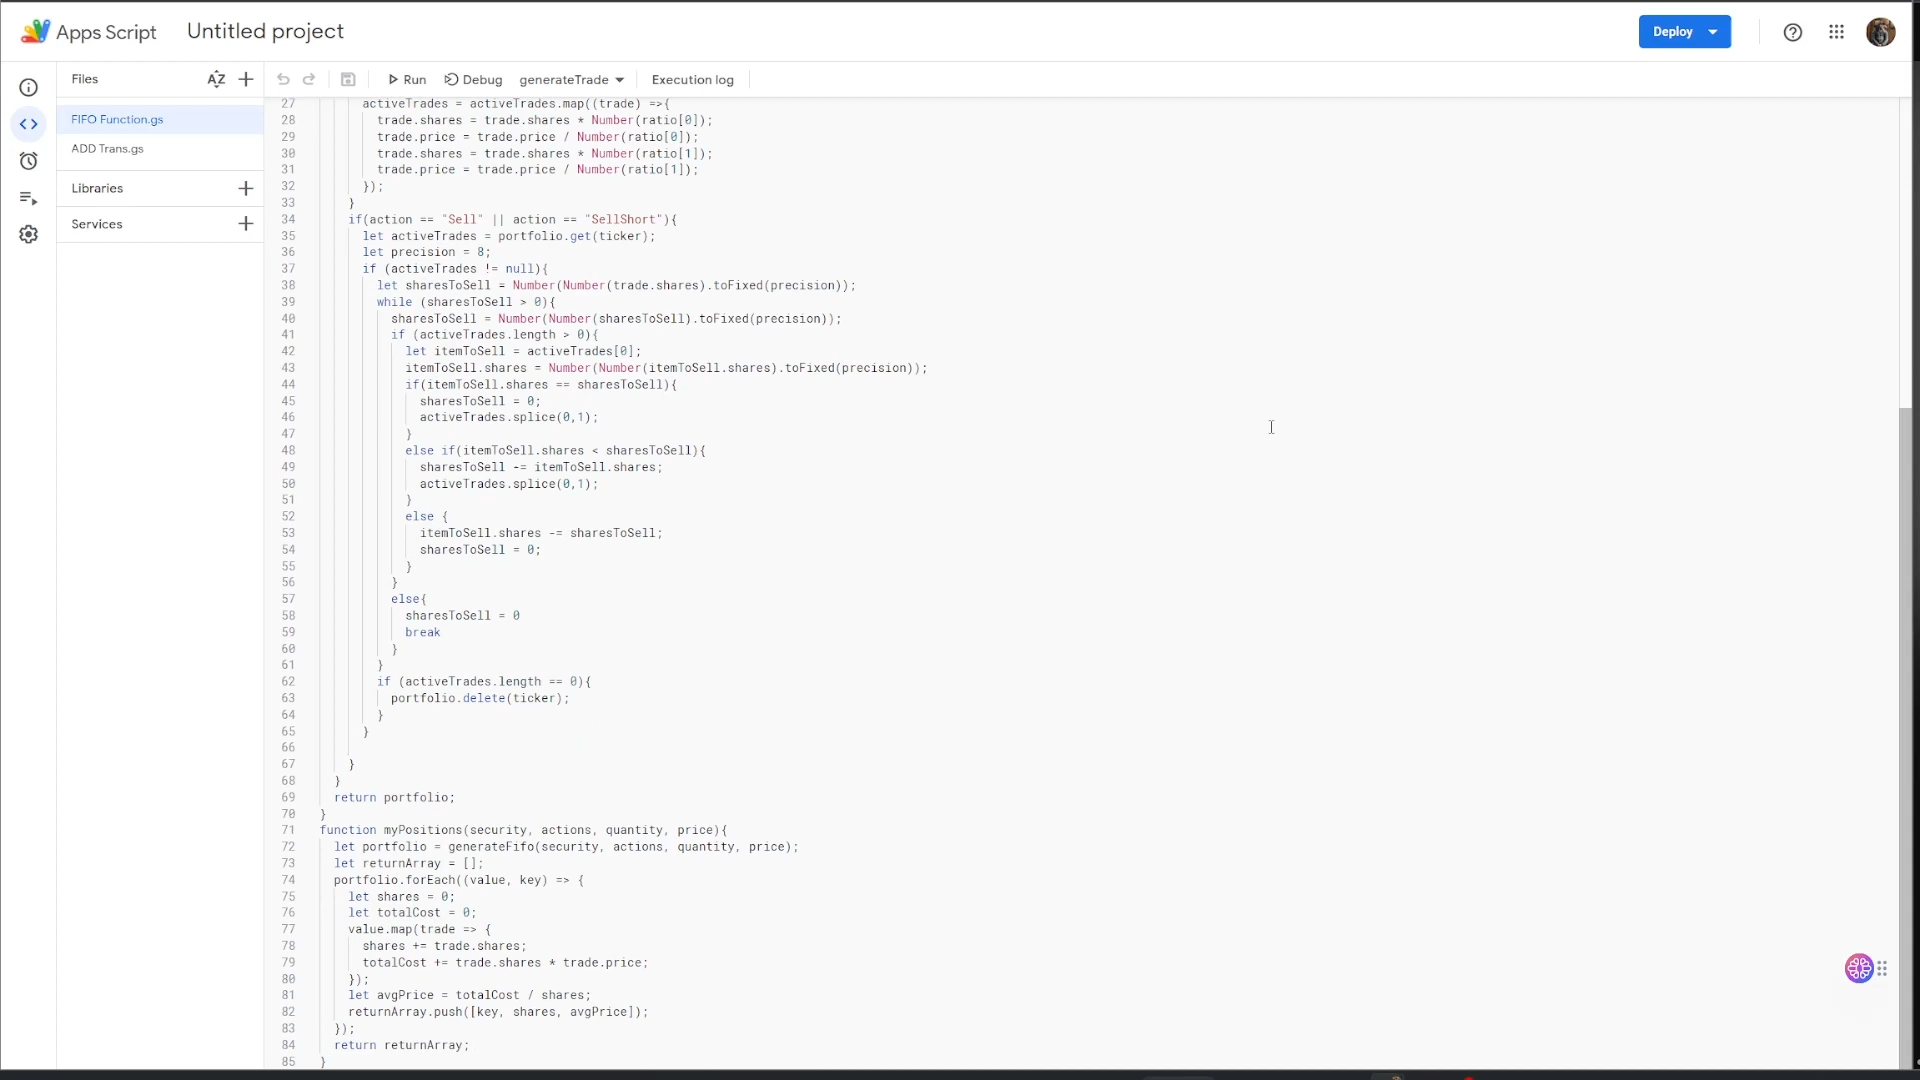 Apps Script
Untitled project
Deploy
Files
AZ
Run
Debug
generateTrade
Execution log
FIFO Function.gs
ADD Trans.gs
Libraries
Services
27 activeTrades = activeTrades.map((trade) =>{
28 trade.shares = trade.shares * Number(ratio[0]);
29 trade.price = trade.price / Number(ratio[0]);
30 trade.shares = trade.shares * Number(ratio[1]);
31 trade.price = trade.price / Number(ratio[1]);
32 });
33 }
34 if(action == "Sell" || action == "SellShort"){
35 let activeTrades = portfolio.get(ticker);
36 let precision = 8;
37 if (activeTrades != null){
38 let sharesToSell = Number(Number(trade.shares).toFixed(precision));
39 while (sharesToSell > 0){
40 sharesToSell = Number(Number(sharesToSell).toFixed(precision));
41 if (activeTrades.length > 0){
42 let itemToSell = activeTrades[0];
43 itemToSell.shares = Number(Number(itemToSell.shares).toFixed(precision));
44 if(itemToSell.shares == sharesToSell){
45 sharesToSell = 0;
46 activeTrades.splice(0,1);
47 }
48 else if(itemToSell.shares < sharesToSell){
49 sharesToSell -= itemToSell.shares;
50 activeTrades.splice(0,1);
51 }
52 else {
53 itemToSell.shares -= sharesToSell;
54 sharesToSell = 0;
55 }
56 }
57 else{
58 sharesToSell = 0
59 break
60 }
61 }
62 if (activeTrades.length == 0){
63 portfolio.delete(ticker);
64 }
65 }
66
67 }
68 }
69 return portfolio;
70 }
71 function myPositions(security, actions, quantity, price){
72 let portfolio = generateFifo(security, actions, quantity, price);
73 let returnArray = [];
74 portfolio.forEach((value, key) => {
75 let shares = 0;
76 let totalCost = 0;
77 value.map(trade => {
78 shares += trade.shares;
79 totalCost += trade.shares * trade.price;
80 });
81 let avgPrice = totalCost / shares;
82 returnArray.push([key, shares, avgPrice]);
83 });
84 return returnArray;
85 }